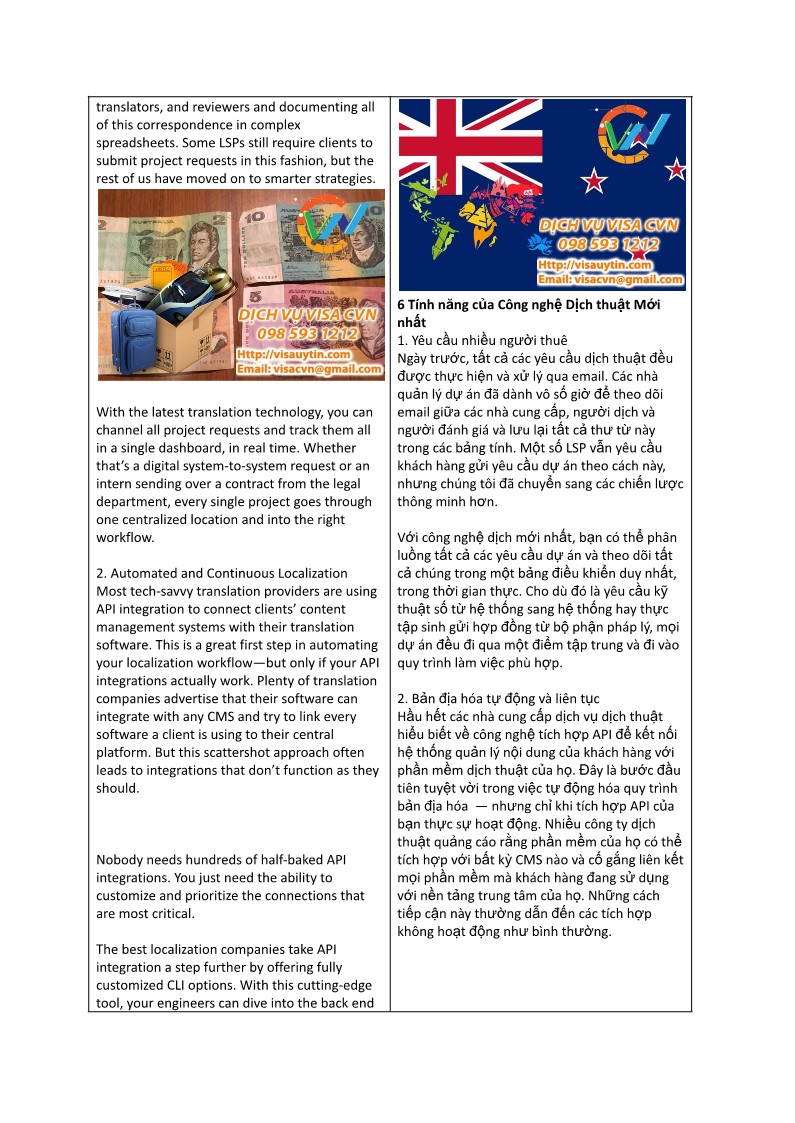 translators, and reviewers and documenting all
of this correspondence in complex
spreadsheets. Some LSPs still require clients to
submit project requests in this fashion, but the
rest of us have moved on to smarter strategies.
2
10
AUSTRALIA
5
DỊCH VỤ VISA CVN
098 593 1212
Http://visauytin.com
Email: visacvn@gmail.com
With the latest translation technology, you can
channel all project requests and track them all
in a single dashboard, in real time. Whether
that’s a digital system-to-system request or an
intern sending over a contract from the legal
department, every single project goes through
one centralized location and into the right
workflow.
2. Automated and Continuous Localization
Most tech-savvy translation providers are using
API integration to connect clients’ content
management systems with their translation
software. This is a great first step in automating
your localization workflow—but only if your API
integrations actually work. Plenty of translation
companies advertise that their software can
integrate with any CMS and try to link every
software a client is using to their central
platform. But this scattershot approach often
leads to integrations that don’t function as they
should.
Nobody needs hundreds of half-baked API
integrations. You just need the ability to
customize and prioritize the connections that
are most critical.
The best localization companies take API
integration a step further by offering fully
customized CLI options. With this cutting-edge
tool, your engineers can dive into the back end
CVN
DỊCH VỤ VISA CVN
098 593 1212
Http://visauytin.com
Email: visacvn@gmail.com
6 Tính năng của Công nghệ Dịch thuật Mới
nhất
1. Yêu cầu nhiều người thuê
Ngày trước, tất cả các yêu cầu dịch thuật đều
được thực hiện và xử lý qua email. Các nhà
quản lý dự án đã dành vô số giờ để theo dõi
email giữa các nhà cung cấp, người dịch và
người đánh giá và lưu lại tất cả thư từ này
trong các bảng tính. Một số LSP vẫn yêu cầu
khách hàng gửi yêu cầu dự án theo cách này,
nhưng chúng tôi đã chuyển sang các chiến lược
thông minh hơn.
Với công nghệ dịch mới nhất, bạn có thể phân
luồng tất cả các yêu cầu dự án và theo dõi tất
cả chúng trong một bảng điều khiển duy nhất,
trong thời gian thực. Cho dù đó là yêu cầu kỹ
thuật số từ hệ thống sang hệ thống hay thực
tập sinh gửi hợp đồng từ bộ phận pháp lý, mọi
dự án đều đi qua một điểm tập trung và đi vào
quy trình làm việc phù hợp.
2. Bản địa hóa tự động và liên tục
Hầu hết các nhà cung cấp dịch vụ dịch thuật
hiểu biết về công nghệ tích hợp API để kết nối
hệ thống quản lý nội dung của khách hàng với
phần mềm dịch thuật của họ. Đây là bước đầu
tiên tuyệt vời trong việc tự động hóa quy trình
bản địa hóa — nhưng chỉ khi tích hợp API của
bạn thực sự hoạt động. Nhiều công ty dịch
thuật quảng cáo rằng phần mềm của họ có thể
tích hợp với bất kỳ CMS nào và cố gắng liên kết
mọi phần mềm mà khách hàng đang sử dụng
với nền tảng trung tâm của họ. Những cách
tiếp cận này thường dẫn đến các tích hợp
không hoạt động như bình thường.